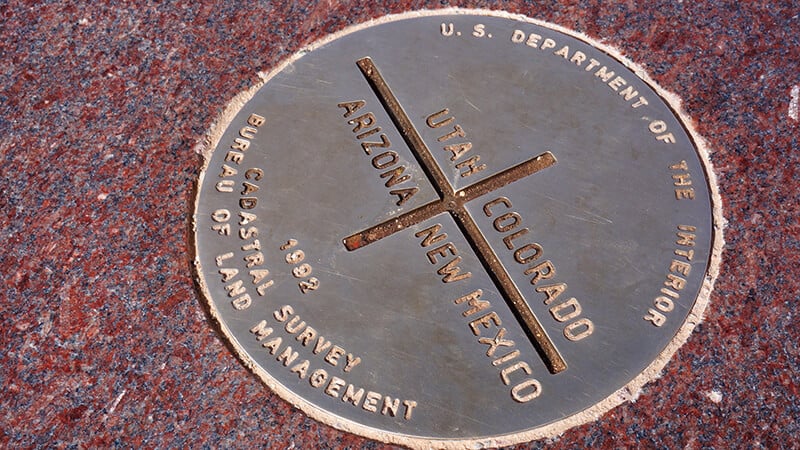 U. S. DEPARTMENT OF THE INTERIOR
UTAH COLORADO
ARIZONA NEW MEXICO
1992
CADASTRAL SURVEY
BUREAU OF LAND MANAGEMENT